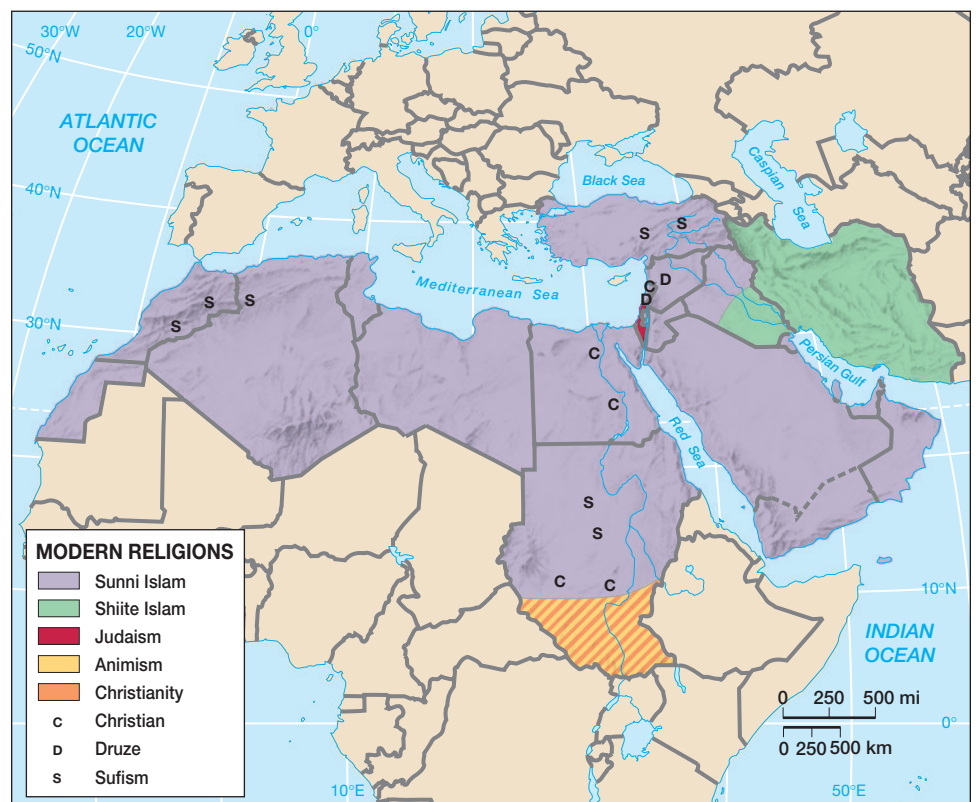 30°W 20°W 0°
50°N
ATLANTIC
OCEAN
Caspian Sea
Black Sea
40°N
S S
Mediterranean Sea
C D
D
S S
S
30°N
C
Persian Gulf
C
Red Sea
S
S
C C
10°N
INDIAN
OCEAN
0 250 500 mi
0°
0 250 500 km
10°E 50°E
MODERN RELIGIONS
Sunni Islam
Shiite Islam
Judaism
Animism
Christianity
C Christian
D Druze
S Sufism